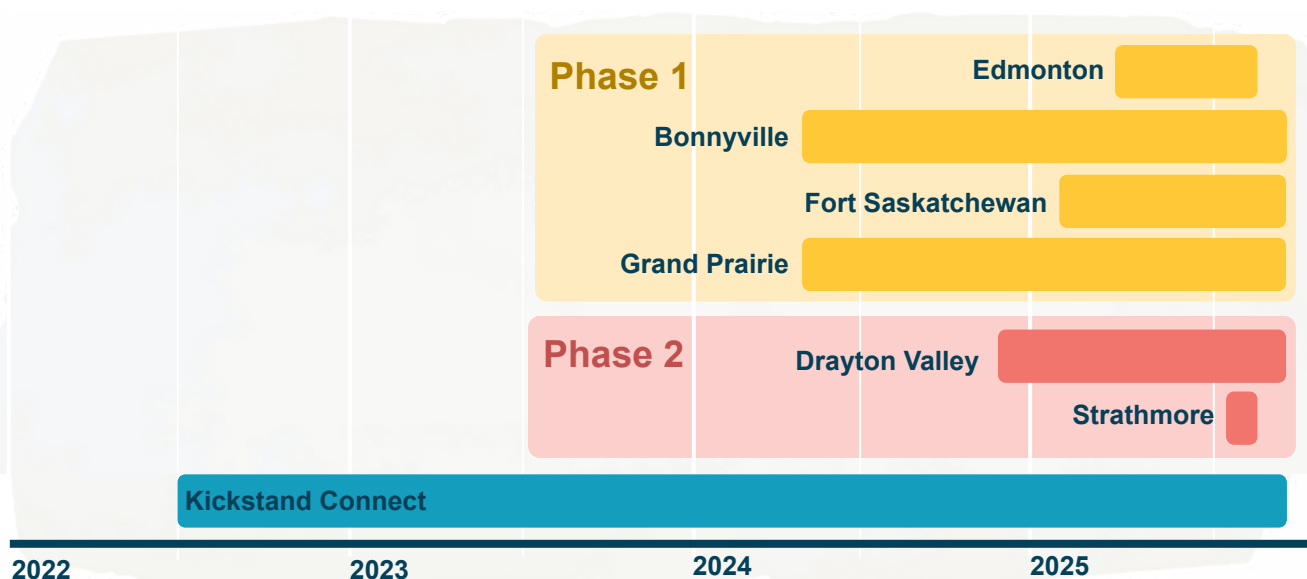 Phase 1
Edmonton
Bonnyville
Fort Saskatchewan
Grand Prairie
Phase 2
Drayton Valley
Strathmore
Kickstand Connect
2022 2023 2024 2025